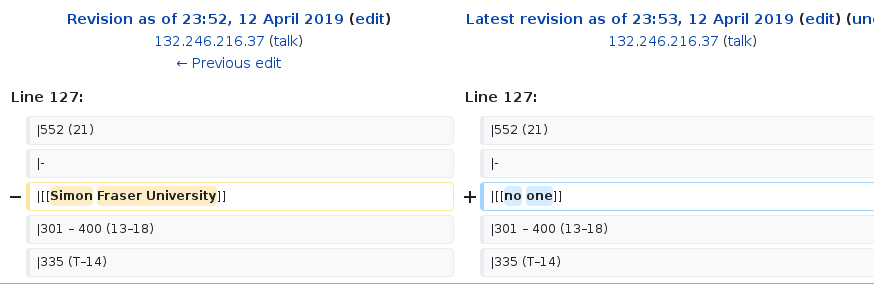 Revision as of 23:52, 12 April 2019 (edit)
132.246.216.37 (talk)
← Previous edit
Line 127:
|552 (21)
|-
− |[[Simon Fraser University]]
|301 – 400 (13–18)
|335 (T–14)
Latest revision as of 23:53, 12 April 2019 (edit) (un
132.246.216.37 (talk)
Line 127:
|552 (21)
|-
+ |[[no one]]
|301 – 400 (13–18)
|335 (T–14)